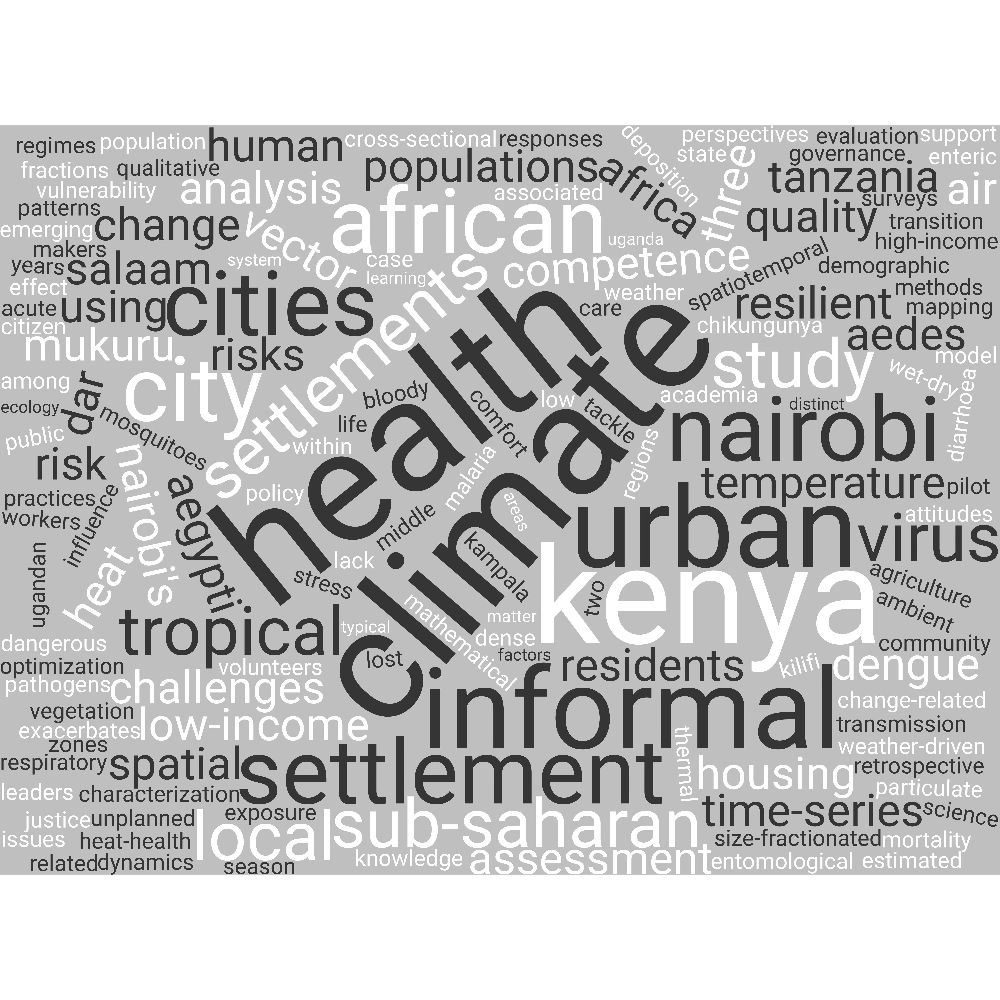 regimes population human cross-sectional responses deposition perspectives evaluation support
fractions qualitative populations africa state three governance enteric
vulnerability analysis associated tanzania air
patterns change vector african quality surveys
emerging uganda transition
makers system case competence high-income
years salaam learning spatiotemporal demographic
effect cities settlements weather methods
acute using care resilient mapping
citizen health climate chikungunya aedes
mukuru risks study model
among city bloody comfort low tackle academia wet-dry diarrhoea
ecology dar mosquitoes life distinct
public within nairobi
risk nairobi's malaria regions temperature pilot
practices aegypti policy areas attitudes
workers influence middle urban virus
ugandan heat stress lack kampala two kenya agriculture
ambient
tropical typical mathematical matter
dangerous dense community
optimization volunteers lost factors residents kilifi dengue
pathogens challenges informal
vegetation change-related
exacerbates low-income thermal transmission
zones weather-driven
respiratory spatial settlement housing retrospective
leaders characterization particulate
justice unplanned exposure time-series science
issues heat-health local sub-saharan size-fractionated mortality
related dynamics season knowledge assessment entomological estimated